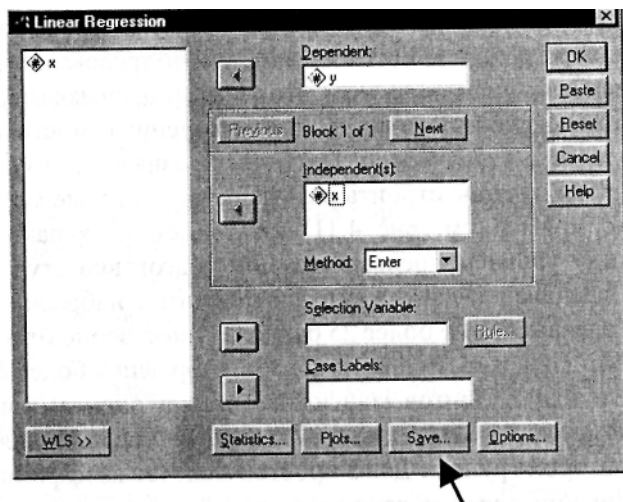 Linear Regression
x
Dependent:
y
OK
Paste
Previous
Block 1 of 1
Next
Reset
Cancel
Independent(s):
x
Help
Method:
Enter
Selection Variable:
Rule...
Case Labels:
WLS >>
Statistics...
Plots...
Save...
Options...